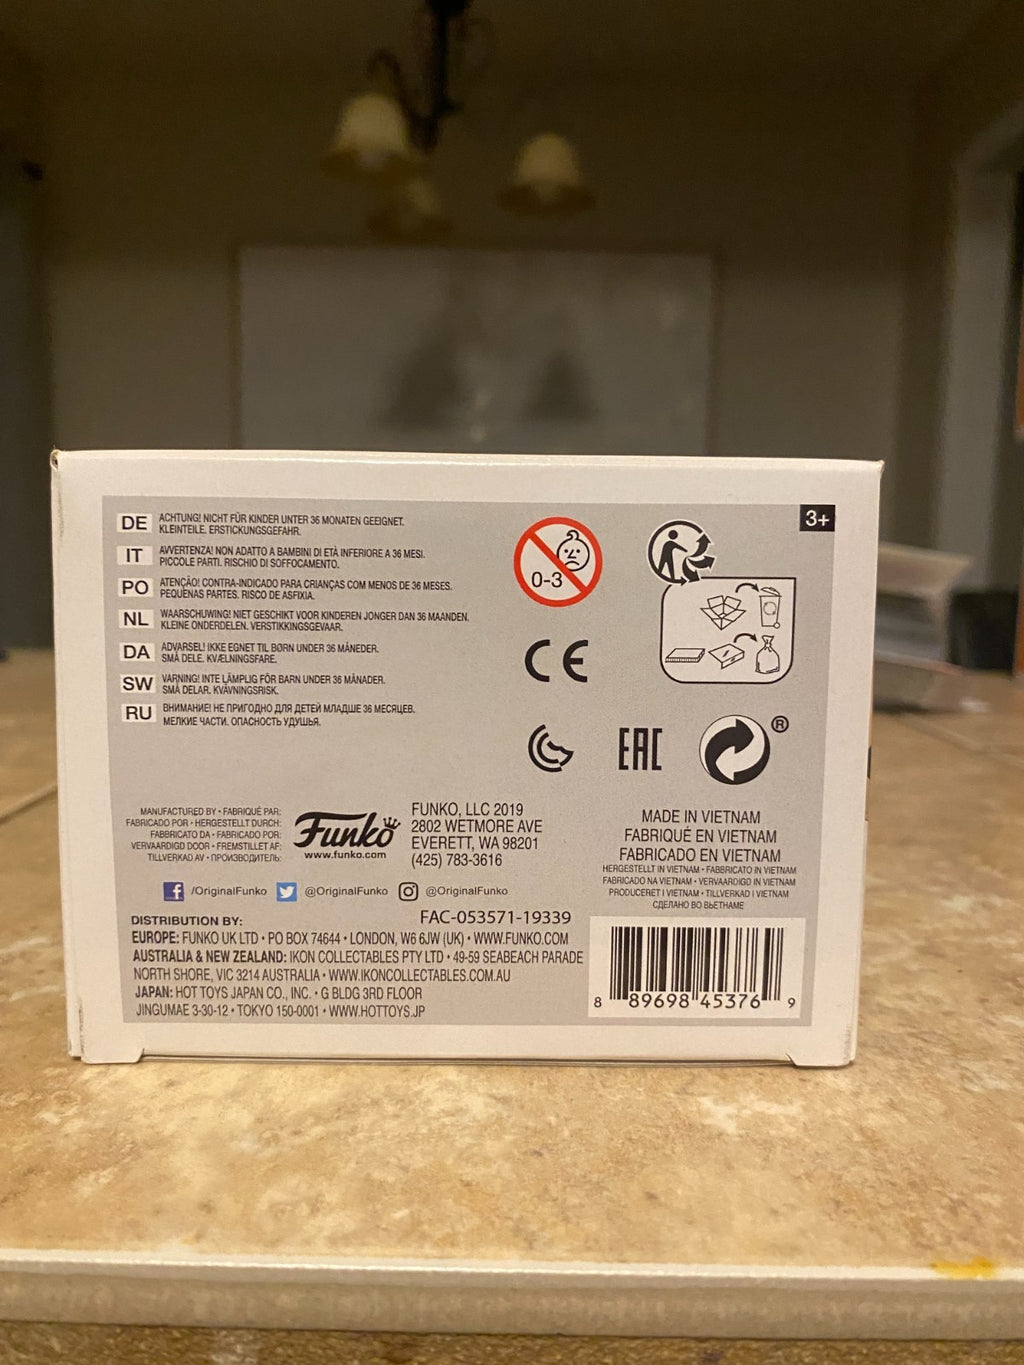 DE ACHTUNG! NICHT FÜR KINDER UNTER 36 MONATEN GEEIGNET.
KLEINTEILE. ERSTICKUNGSGEFAHR.
IT AVVERTENZA! NON ADATTO A BAMBINI DI ETÀ INFERIORE A 36 MESI.
PICCOLE PARTI. RISCHIO DI SOFFOCAMENTO.
PO ATENÇÃO! CONTRA-INDICADO PARA CRIANÇAS COM MENOS DE 36 MESES.
PEQUENAS PARTES. RISCO DE ASFIXIA.
NL WAARSCHUWING! NIET GESCHIKT VOOR KINDEREN JONGER DAN 36 MAANDEN.
KLEINE ONDERDELEN. VERSTIKKINGSGEVAAR.
DA ADVARSEL! IKKE EGNET TIL BØRN UNDER 36 MÅNEDER.
SMÅ DELE. KVÆLNINGSFARE.
SW VARNING! INTE LÄMPLIG FÖR BARN UNDER 36 MÅNADER.
SMÅ DELAR. KVÄVNINGSRISK.
RU ВНИМАНИЕ! НЕ ПРИГОДНО ДЛЯ ДЕТЕЙ МЛАДШЕ 36 МЕСЯЦЕВ.
МЕЛКИЕ ЧАСТИ. ОПАСНОСТЬ УДУШЬЯ.
0-3
3+
CE
EAC
®
MANUFACTURED BY • FABRIQUÉ PAR:
FABRICADO POR • HERGESTELLT DURCH:
FABBRICATO DA • FABRICADO POR:
VERVAARDIGD DOOR • FREMSTILLET AF:
TILLVERKAD AV • ПРОИЗВОДИТЕЛЬ:
Funko
www.funko.com
FUNKO, LLC 2019
2802 WETMORE AVE
EVERETT, WA 98201
(425) 783-3616
MADE IN VIETNAM
FABRIQUÉ EN VIETNAM
FABRICADO EN VIETNAM
HERGESTELLT IN VIETNAM • FABBRICATO IN VIETNAM
FABRICADO NA VIETNAM • VERVAARDIGD IN VIETNAM
PRODUCERET I VIETNAM • TILLVERKAD I VIETNAM
СДЕЛАНО ВО ВЬЕТНАМЕ
f /OriginalFunko @OriginalFunko @OriginalFunko
FAC-053571-19339
DISTRIBUTION BY:
EUROPE: FUNKO UK LTD • PO BOX 74644 • LONDON, W6 6JW (UK) • WWW.FUNKO.COM
AUSTRALIA & NEW ZEALAND: IKON COLLECTABLES PTY LTD • 49-59 SEABEACH PARADE
NORTH SHORE, VIC 3214 AUSTRALIA • WWW.IKONCOLLECTABLES.COM.AU
JAPAN: HOT TOYS JAPAN CO., INC. • G BLDG 3RD FLOOR
JINGUMAE 3-30-12 • TOKYO 150-0001 • WWW.HOTTOYS.JP
8 89698 45376 9